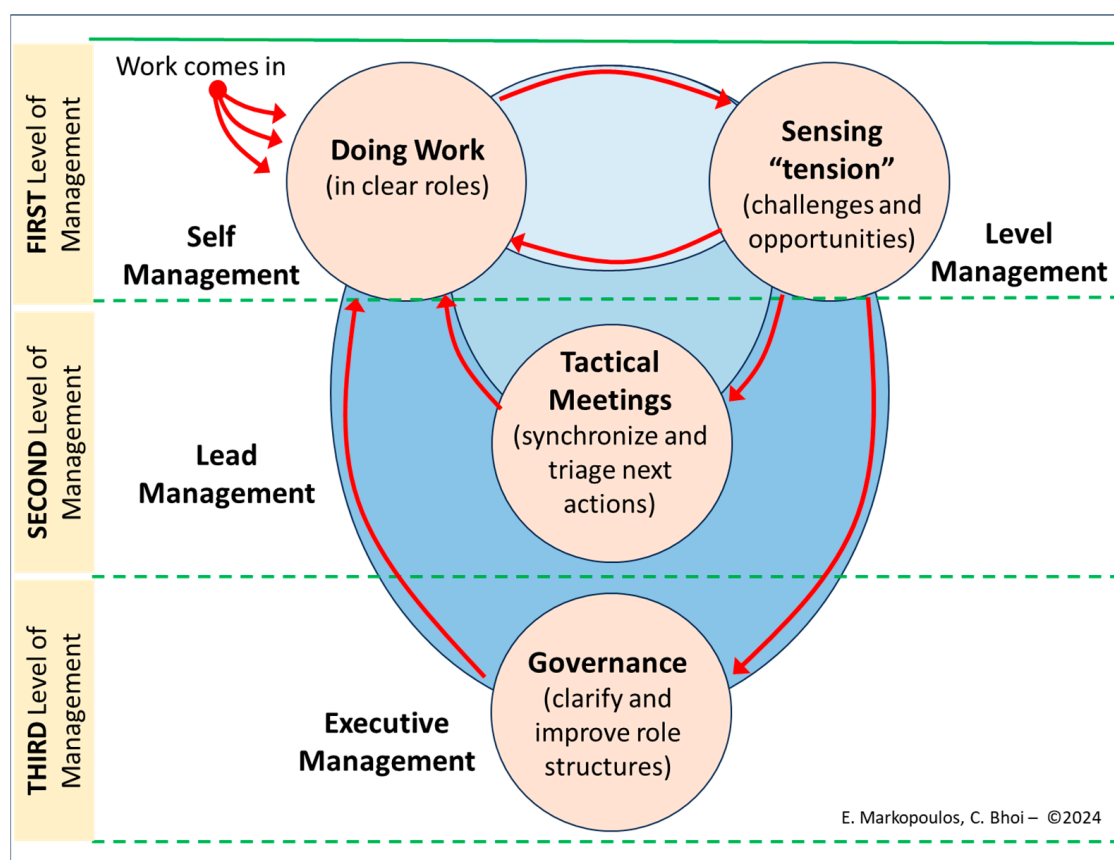 Work comes in
FIRST Level of
Management
Doing Work
(in clear roles)
Sensing
“tension”
(challenges and
opportunities)
Self
Management
Level
Management
SECOND Level of
Management
Tactical
Meetings
(synchronize and
triage next
actions)
Lead
Management
THIRD Level of
Management
Governance
(clarify and
improve role
structures)
Executive
Management
E. Markopoulos, C. Bhoi – ©2024